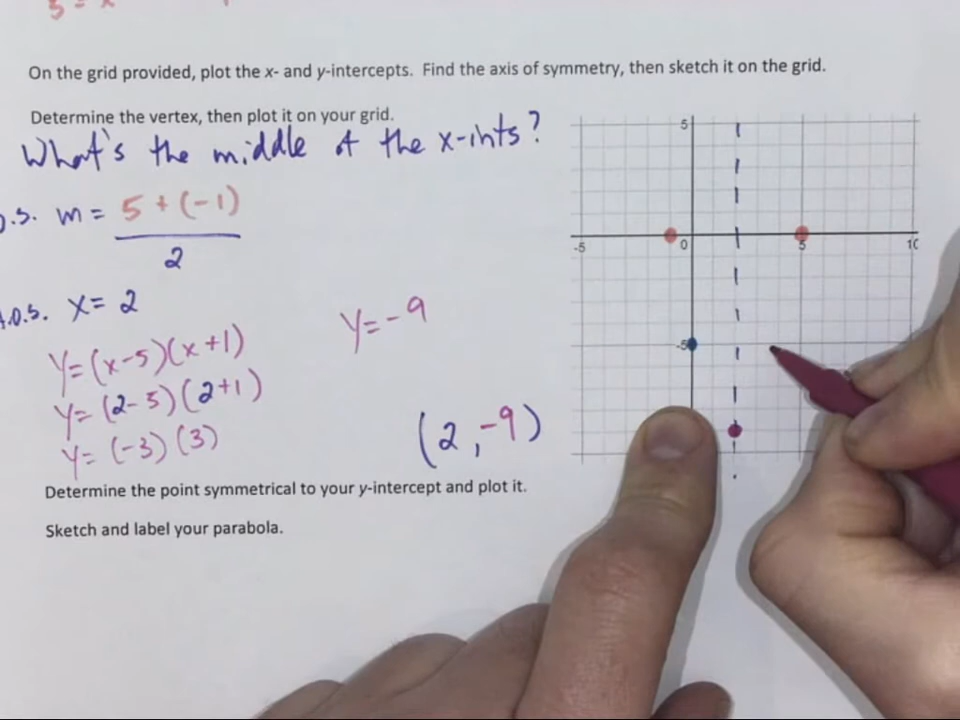 5 = x
On the grid provided, plot the x- and y-intercepts. Find the axis of symmetry, then sketch it on the grid.
Determine the vertex, then plot it on your grid.
What's the middle of the x-ints?
O.S. m = 5 + (-1)
2
A.O.S. x = 2
y = (x-5)(x+1)
y = (2-5)(2+1)
y = (-3)(3)
y = -9
(2, -9)
5
-5 0 5 10
-5
Determine the point symmetrical to your y-intercept and plot it.
Sketch and label your parabola.